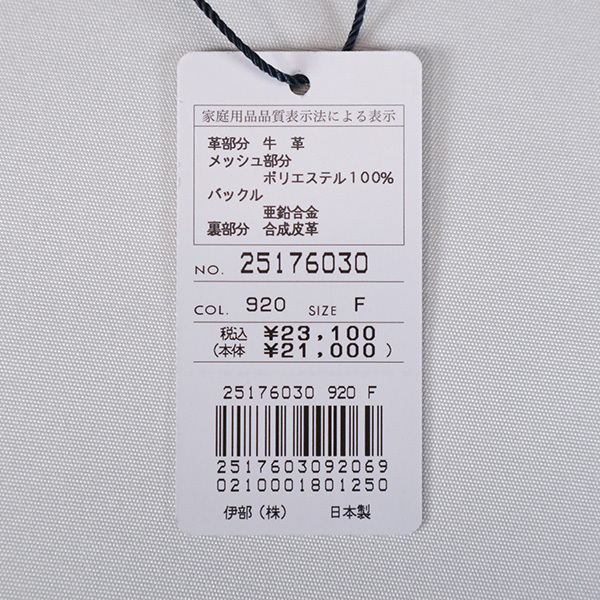 家庭用品品質表示法による表示
革部分 牛 革
メッシュ部分
ポリエステル100%
バックル
亜鉛合金
裏部分 合成皮革
NO. 25176030
COL. 920 SIZE F
税込 ¥23,100
(本体 ¥21,000)
25176030 920 F
2517603092069
0210001801250
伊部(株) 日本製